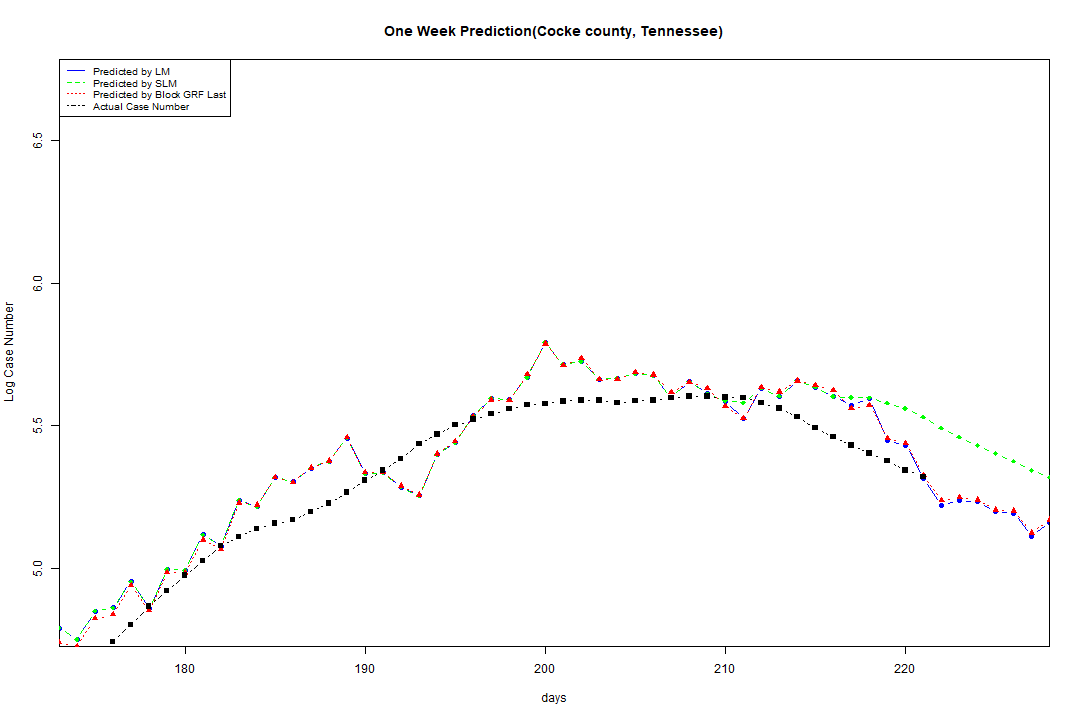 One Week Prediction(Cocke county, Tennessee)
Predicted by LM
Predicted by SLM
Predicted by Block GRF Last
Actual Case Number
6.5
6.0
5.5
5.0
Log Case Number
180 190 200 210 220
days